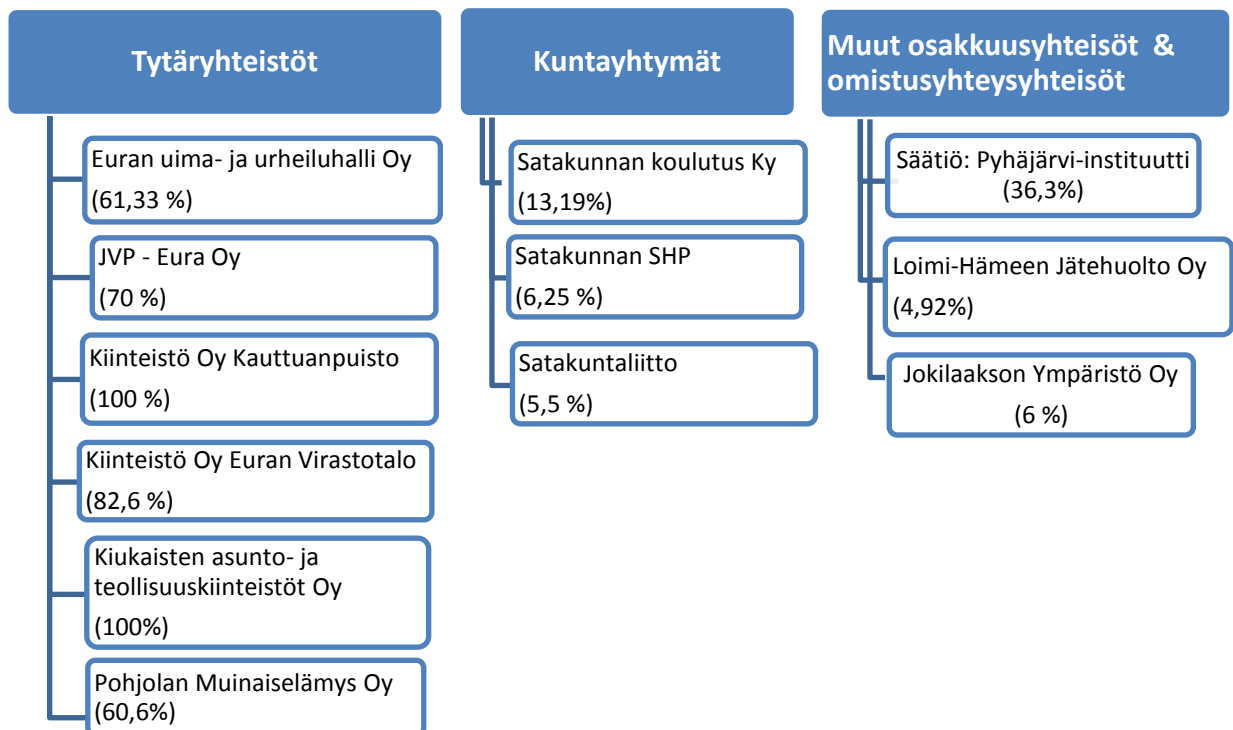 Tytäryhteistöt
Euran uima- ja urheiluhalli Oy
(61,33 %)
JVP - Eura Oy
(70 %)
Kiinteistö Oy Kauttuanpuisto
(100 %)
Kiinteistö Oy Euran Virastotalo
(82,6 %)
Kiukaisten asunto- ja
teollisuuskiinteistöt Oy
(100%)
Pohjolan Muinaiselämys Oy
(60,6%)
Kuntayhtymät
Satakunnan koulutus Ky
(13,19%)
Satakunnan SHP
(6,25 %)
Satakuntaliitto
(5,5 %)
Muut osakkuusyhteisöt &
omistusyhteysyhteisöt
Säätiö: Pyhäjärvi-instituutti
(36,3%)
Loimi-Hämeen Jätehuolto Oy
(4,92%)
Jokilaakson Ympäristö Oy
(6 %)